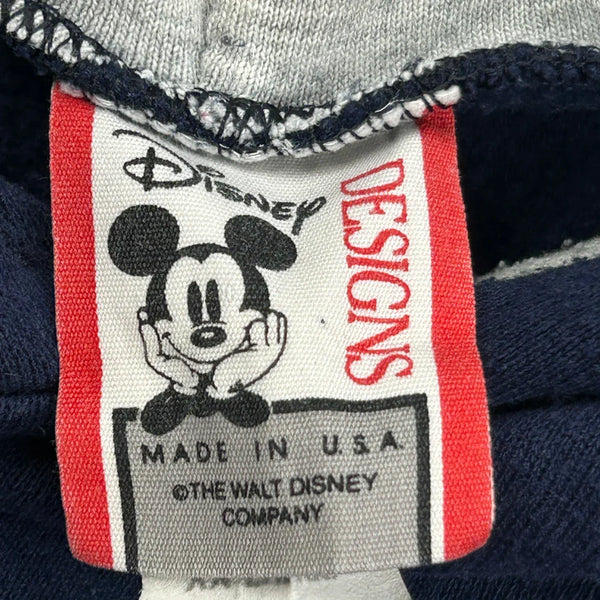 DISNEY
DESIGNS
MADE IN U.S.A.
©THE WALT DISNEY
COMPANY